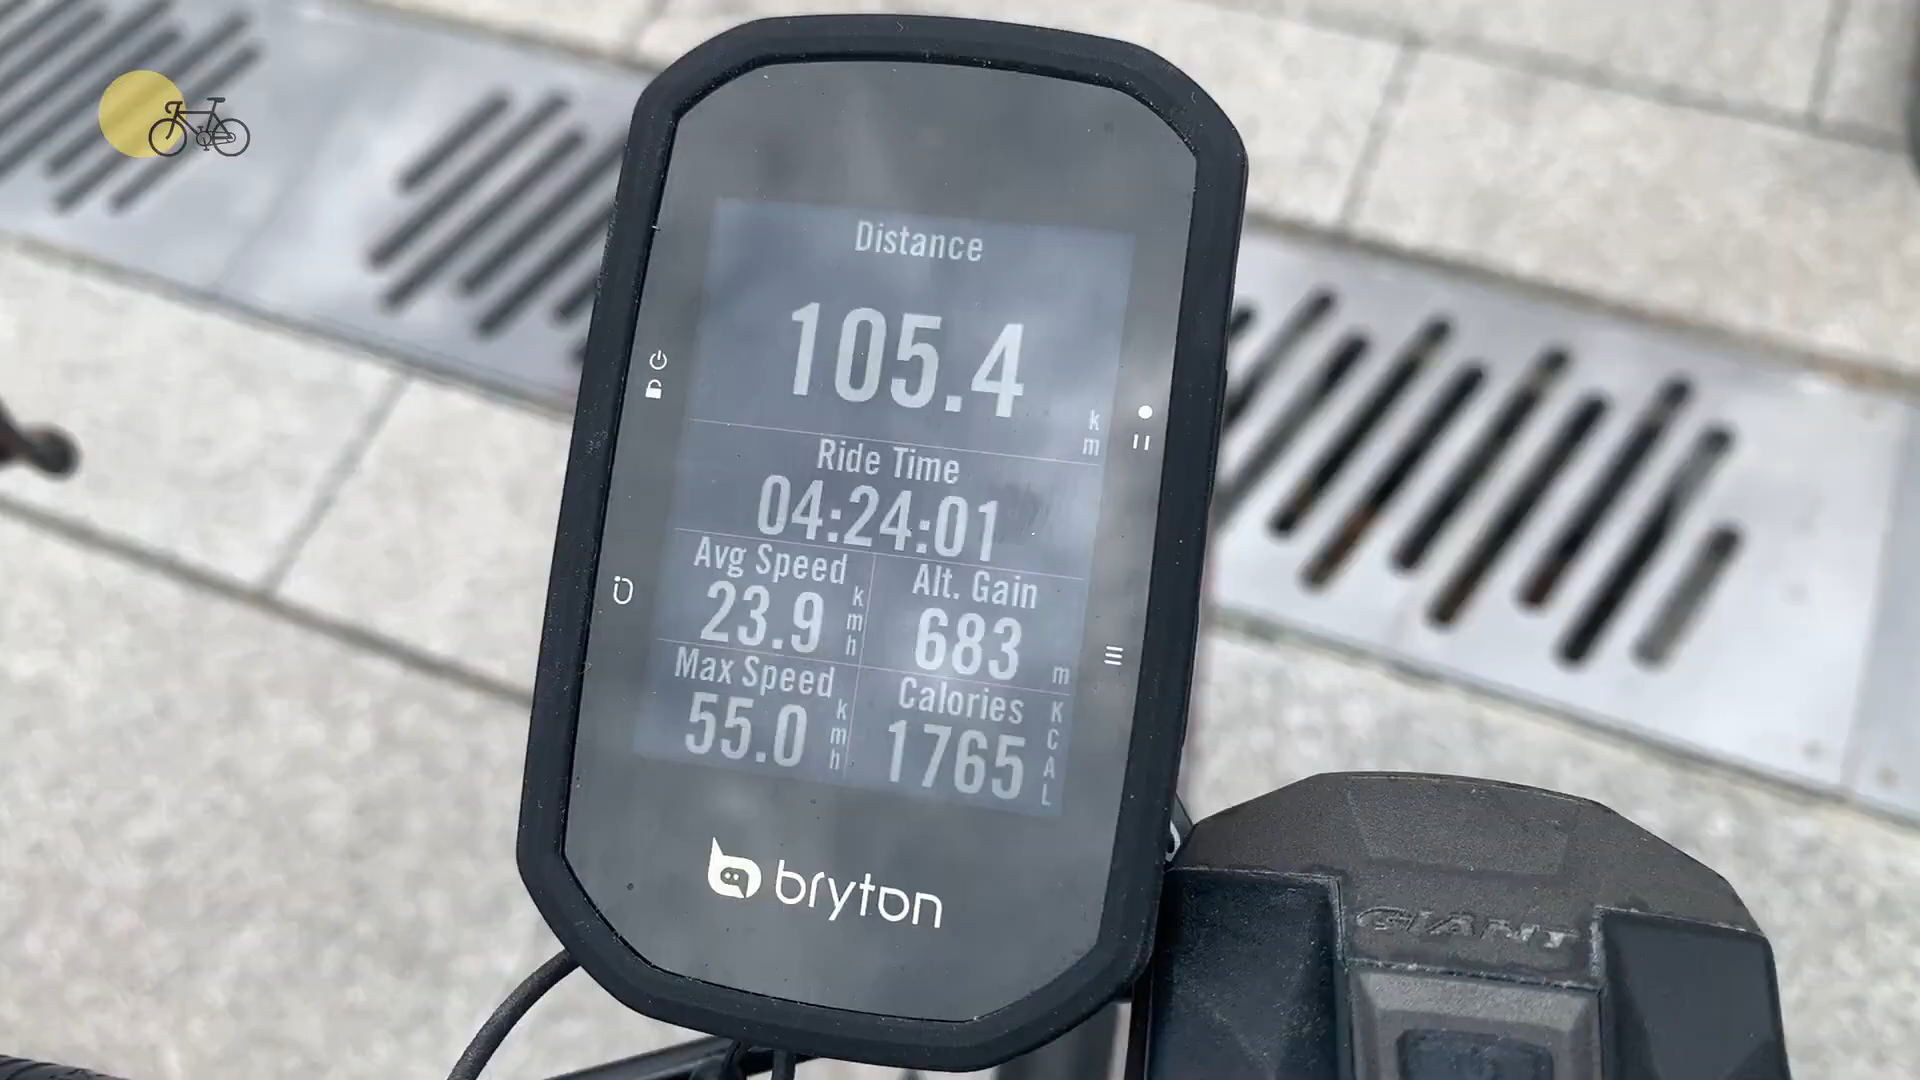 Distance
105.4 km
Ride Time
04:24:01
Avg Speed
23.9 kmh
Alt. Gain
683 m
Max Speed
55.0 kmh
Calories
1765 KCAL
bryton
GIANT